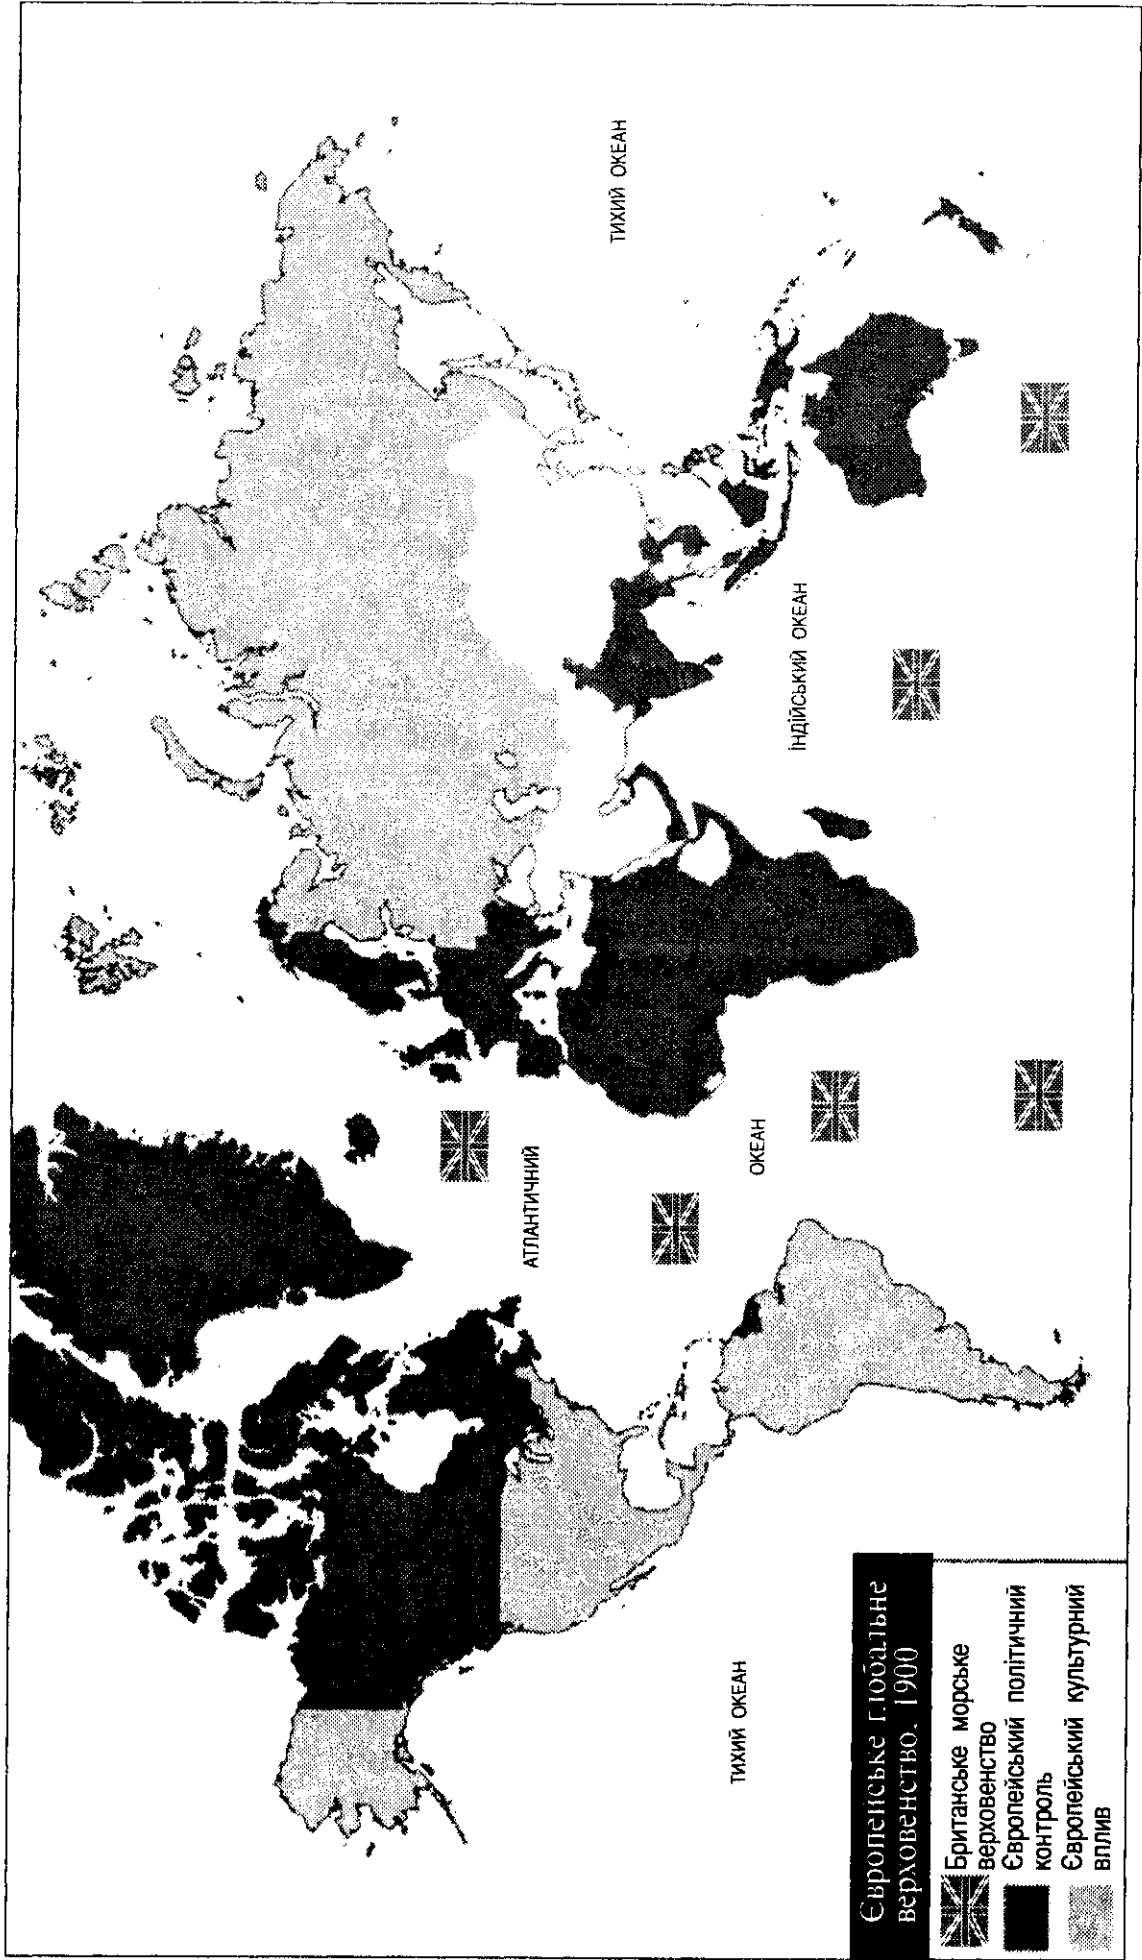 Європейське глобальне
верховенство, 1900
Британське морське
верховенство
Європейський політичний
контроль
Європейський культурний
вплив
ТИХИЙ ОКЕАН
АТЛАНТИЧНИЙ
ОКЕАН
ІНДІЙСЬКИЙ ОКЕАН
ТИХИЙ ОКЕАН